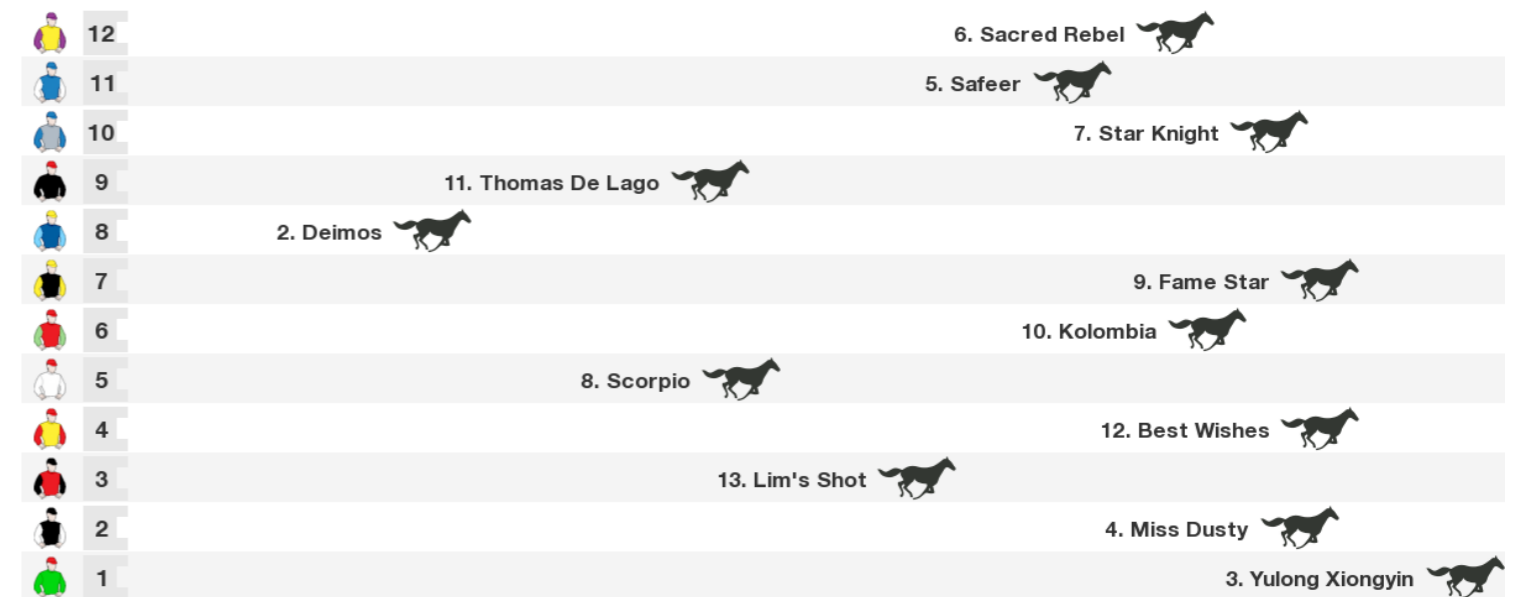 12 6. Sacred Rebel
11 5. Safeer
10 7. Star Knight
9 11. Thomas De Lago
8 2. Deimos
7 9. Fame Star
6 10. Kolombia
5 8. Scorpio
4 12. Best Wishes
3 13. Lim's Shot
2 4. Miss Dusty
1 3. Yulong Xiongyin